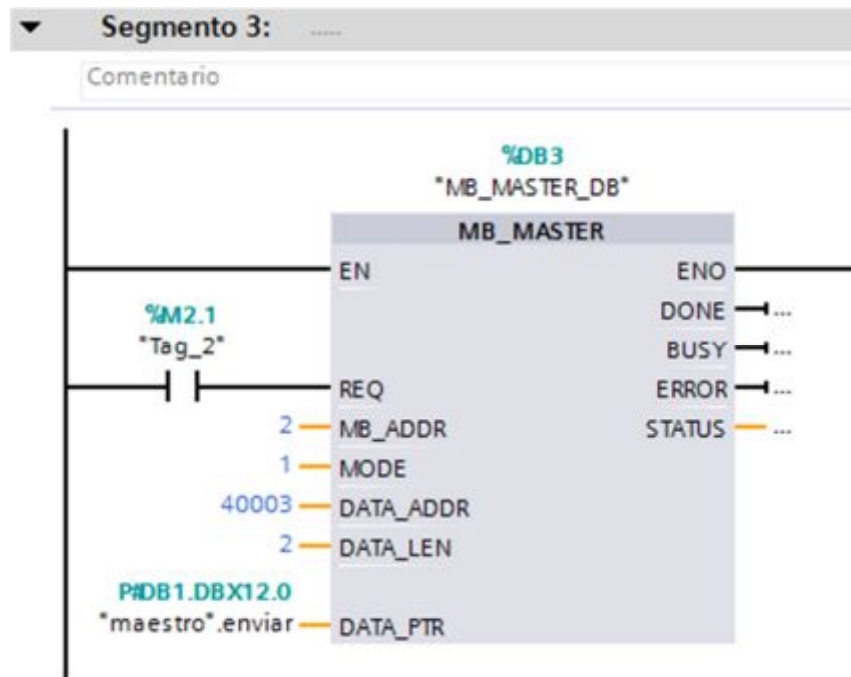 Segmento 3: .....
Comentario
%DB3
"MB_MASTER_DB"
MB_MASTER
EN
ENO
%M2.1
"Tag_2"
DONE ...
BUSY ...
REQ
ERROR ...
2 MB_ADDR
STATUS ...
1 MODE
40003 DATA_ADDR
2 DATA_LEN
P#DB1.DBX12.0
"maestro".enviar DATA_PTR